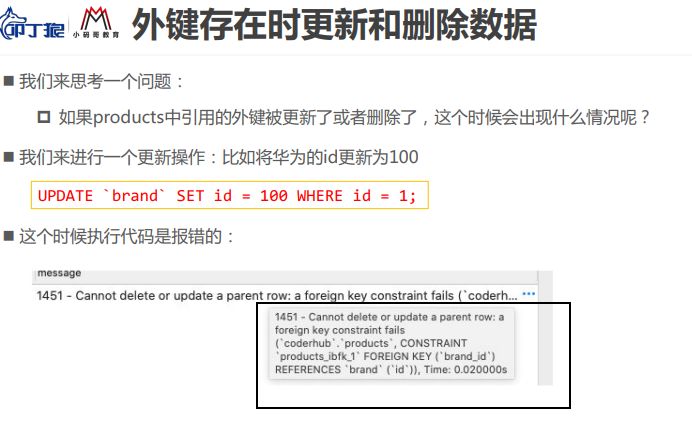 叩丁狼
小码哥教育
外键存在时更新和删除数据
我们来思考一个问题：
如果products中引用的外键被更新了或者删除了，这个时候会出现什么情况呢？
我们来进行一个更新操作：比如将华为的id更新为100
UPDATE `brand` SET id = 100 WHERE id = 1;
这个时候执行代码是报错的：
message
1451 - Cannot delete or update a parent row: a foreign key constraint fails (`coderh... •••
1451 - Cannot delete or update a parent row: a
foreign key constraint fails
(`coderhub`.`products`, CONSTRAINT
`products_ibfk_1` FOREIGN KEY (`brand_id`)
REFERENCES `brand` (`id`)), Time: 0.020000s